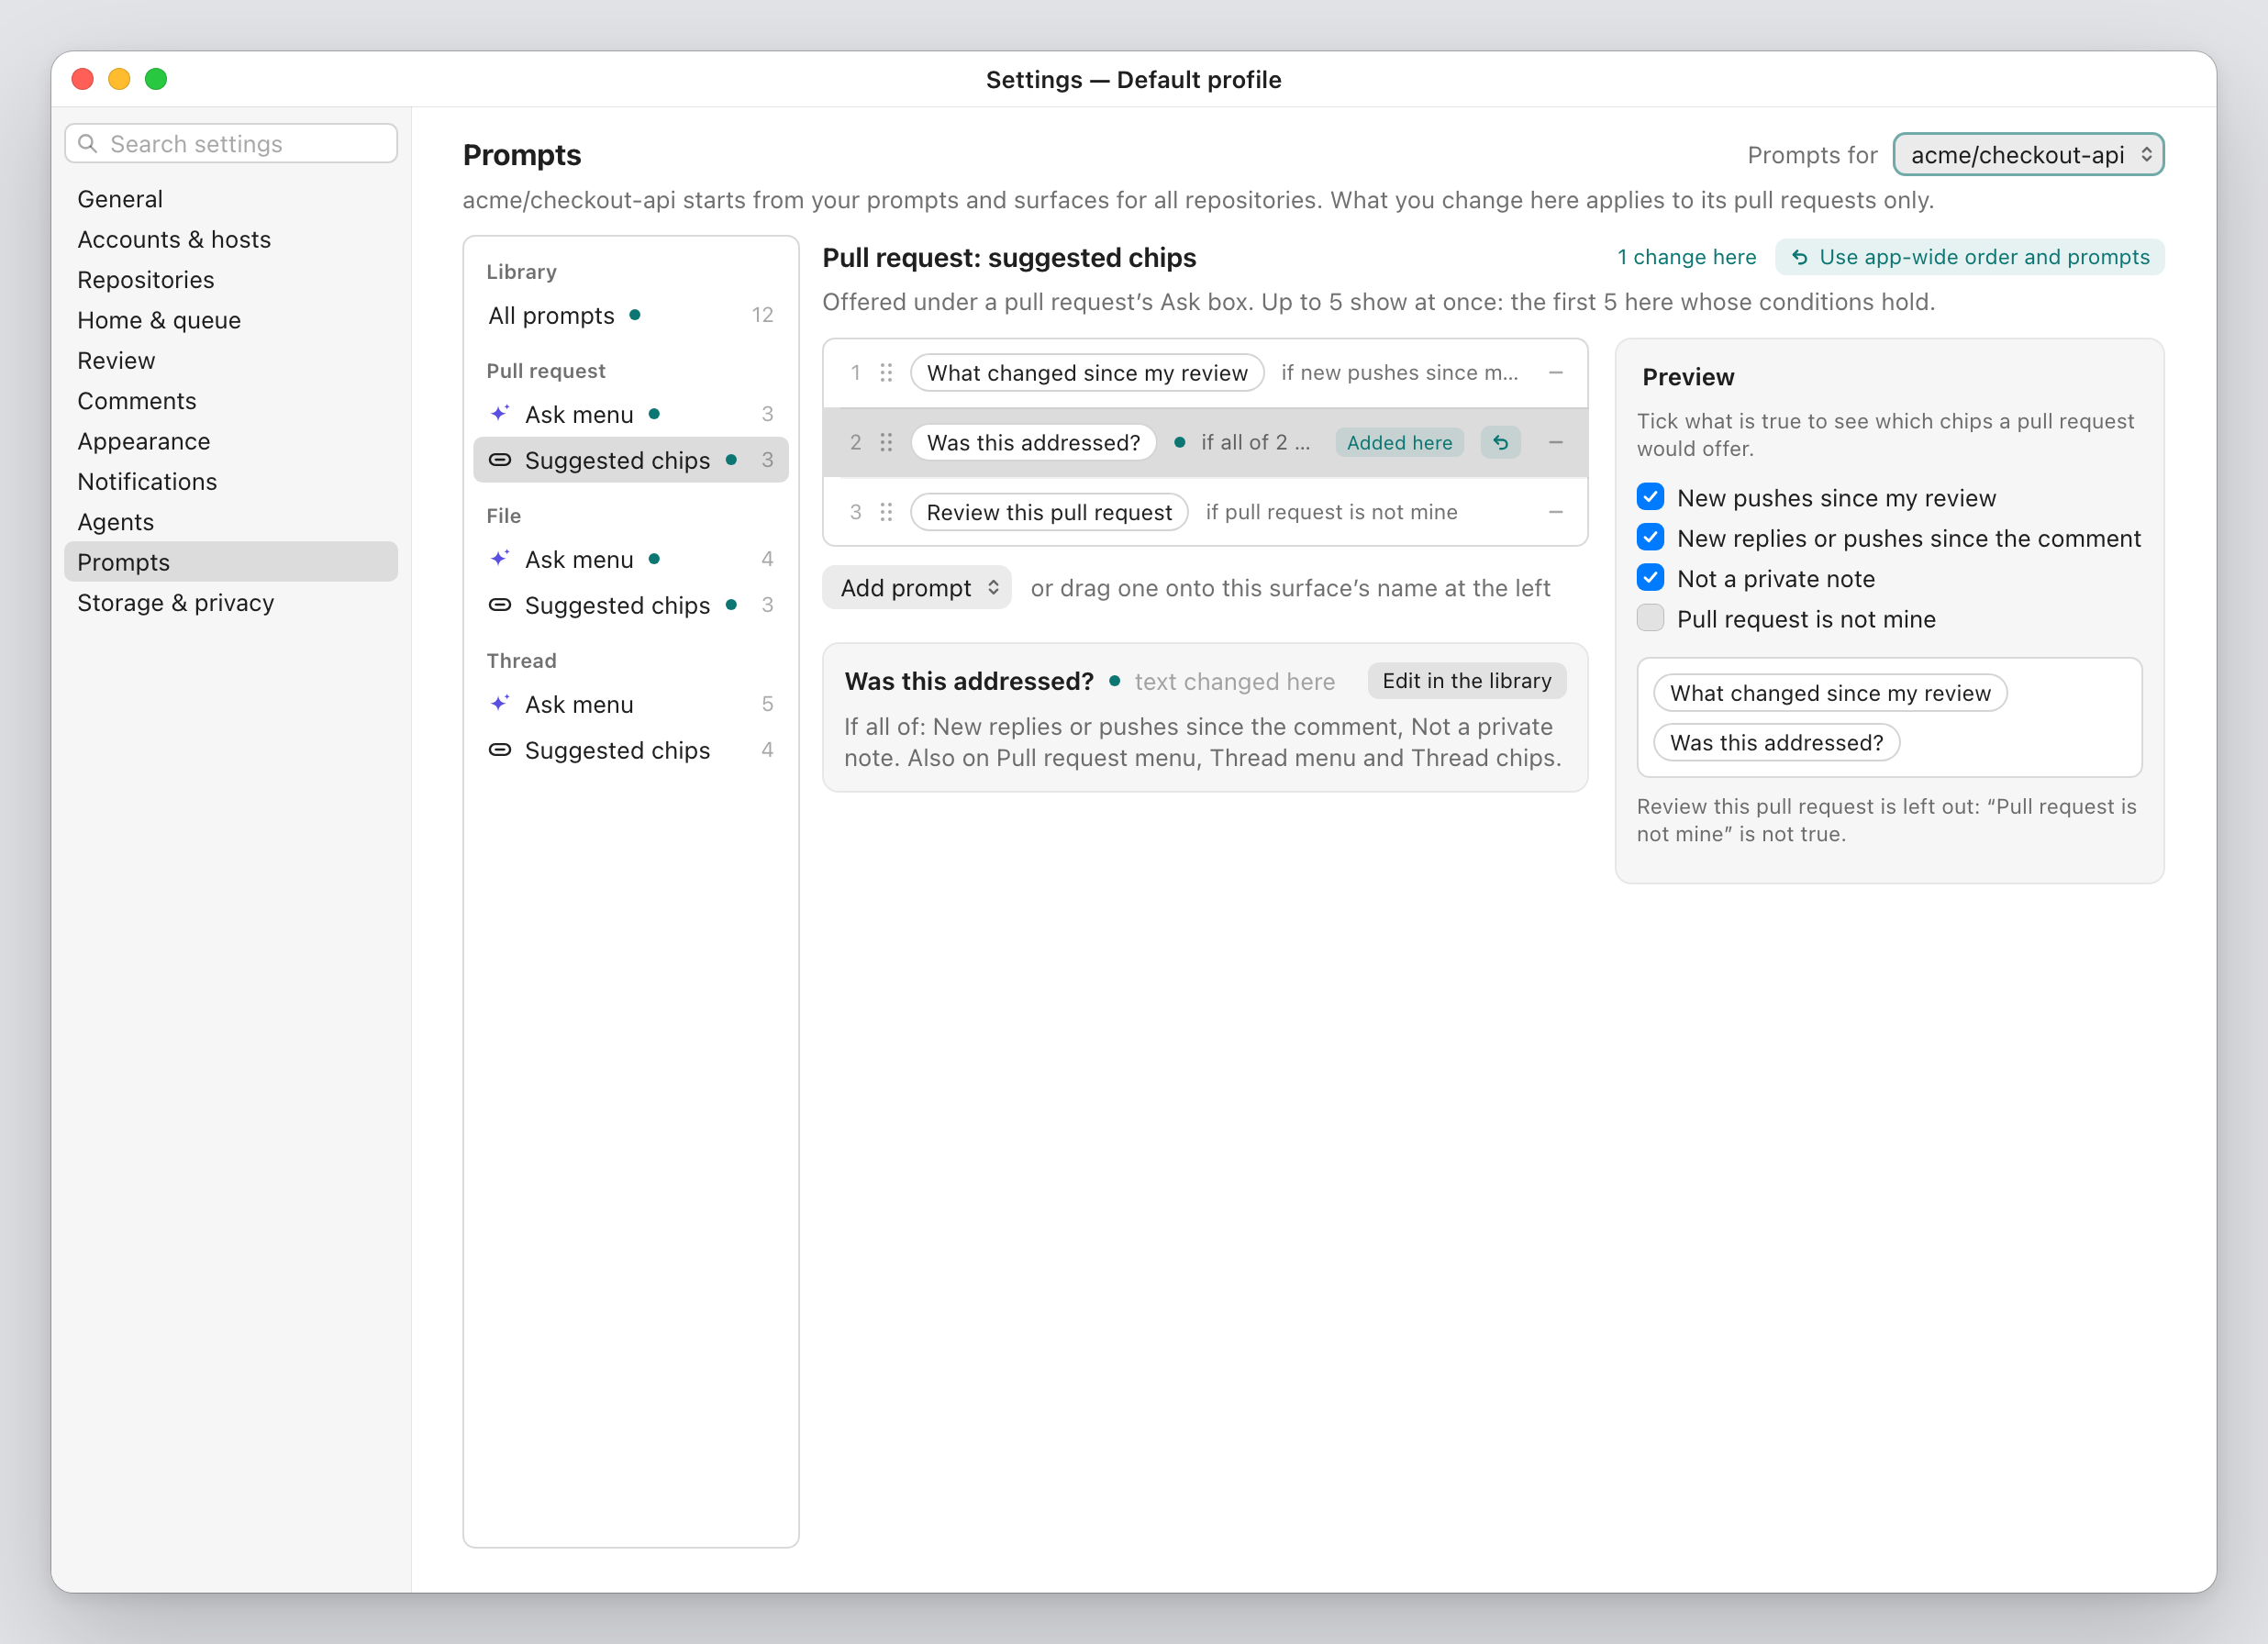 Settings — Default profile
Search settings
General
Accounts & hosts
Repositories
Home & queue
Review
Comments
Appearance
Notifications
Agents
Prompts
Storage & privacy
Prompts
Prompts for acme/checkout-api
acme/checkout-api starts from your prompts and surfaces for all repositories. What you change here applies to its pull requests only.
Library
All prompts 12
Pull request
Ask menu 3
Suggested chips 3
File
Ask menu 4
Suggested chips 3
Thread
Ask menu 5
Suggested chips 4
Pull request: suggested chips
1 change here Use app-wide order and prompts
Offered under a pull request’s Ask box. Up to 5 show at once: the first 5 here whose conditions hold.
1 What changed since my review if new pushes since m...
2 Was this addressed? if all of 2 ... Added here
3 Review this pull request if pull request is not mine
Add prompt or drag one onto this surface’s name at the left
Was this addressed? text changed here Edit in the library
If all of: New replies or pushes since the comment, Not a private
note. Also on Pull request menu, Thread menu and Thread chips.
Preview
Tick what is true to see which chips a pull request
would offer.
New pushes since my review
New replies or pushes since the comment
Not a private note
Pull request is not mine
What changed since my review
Was this addressed?
Review this pull request is left out: “Pull request is
not mine” is not true.